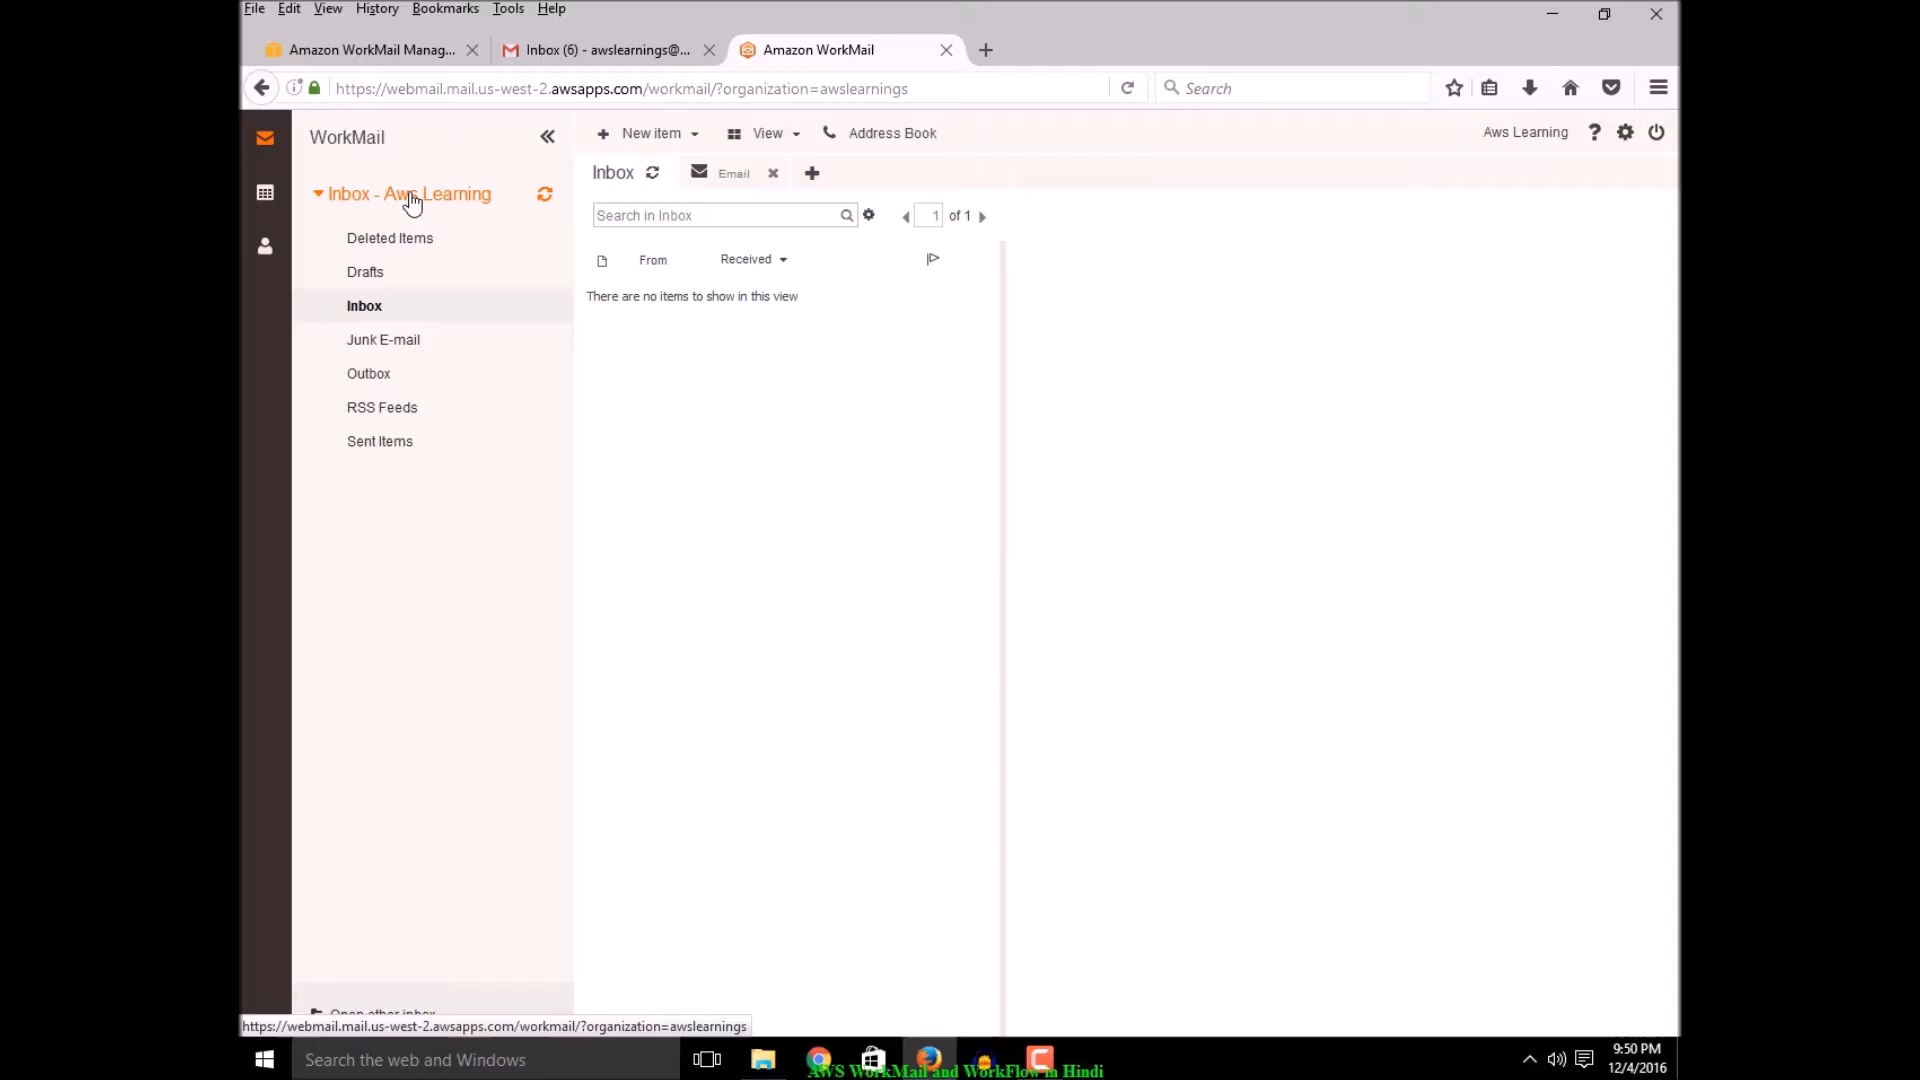 File Edit View History Bookmarks Tools Help
Amazon WorkMail Manag...
Inbox (6) - awslearnings@...
Amazon WorkMail
https://webmail.mail.us-west-2.awsapps.com/workmail/?organization=awslearnings
Search
WorkMail
New item
View
Address Book
Aws Learning
Inbox - Aws Learning
Inbox
Email
Search in Inbox
1 of 1
Deleted Items
Drafts
Inbox
Junk E-mail
Outbox
RSS Feeds
Sent Items
From
Received
There are no items to show in this view
Open other inbox
https://webmail.mail.us-west-2.awsapps.com/workmail/?organization=awslearnings
Search the web and Windows
AWS WorkMail and WorkFlow in Hindi
9:50 PM
12/4/2016